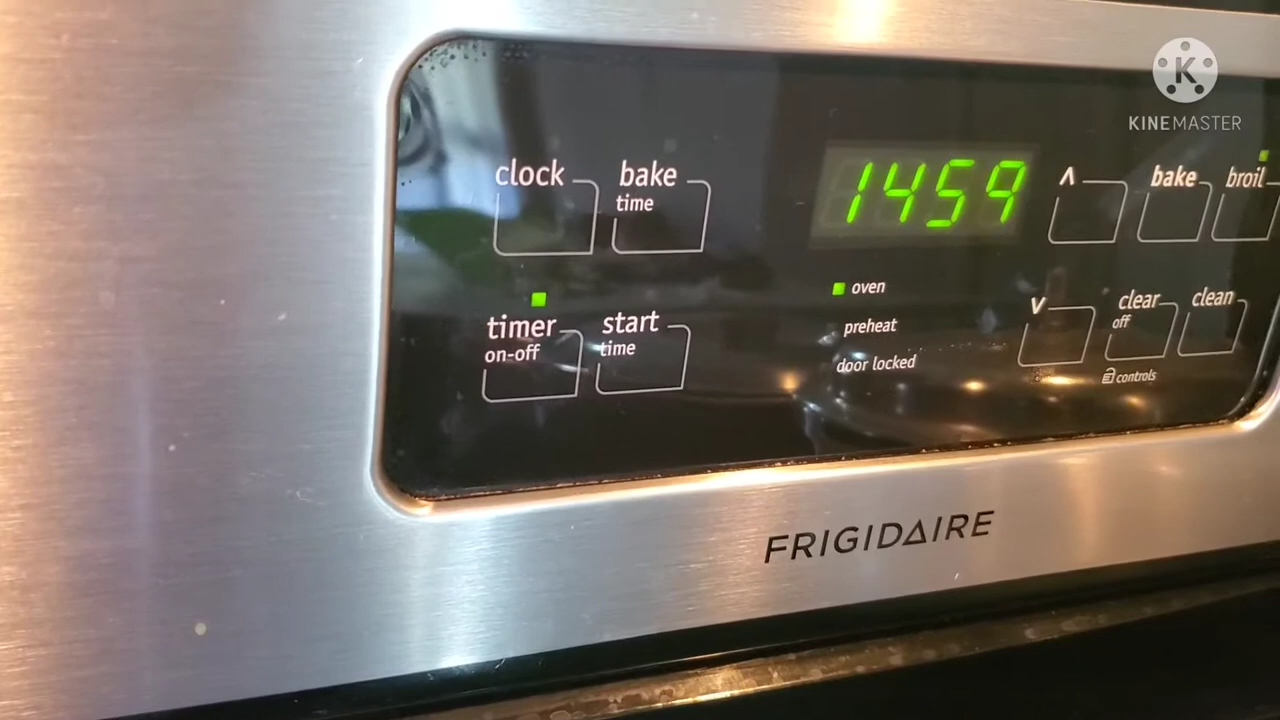 K
KINEMASTER
clock
bake
time
1459
^
bake
broil
timer
on-off
start
time
oven
preheat
door locked
v
clear
off
clean
controls
FRIGIDAIRE